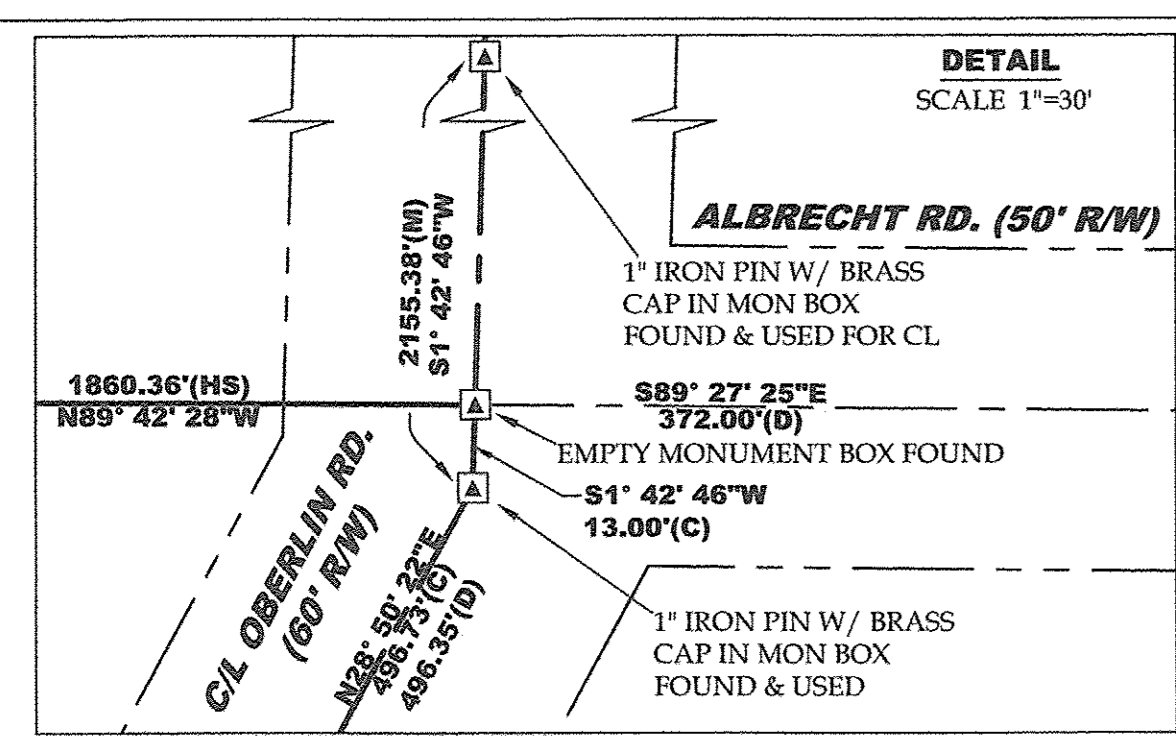 DETAIL
SCALE 1"=30'
ALBRECHT RD. (50' R/W)
1" IRON PIN W/ BRASS
CAP IN MON BOX
FOUND & USED FOR CL
2155.38'(M)
S1° 42' 46"W
1860.36'(HS)
N89° 42' 28"W
S89° 27' 25"E
372.00'(D)
EMPTY MONUMENT BOX FOUND
S1° 42' 46"W
13.00'(C)
C/L OBERLIN RD.
(60' R/W)
N28° 50' 22"E
496.73'(C)
496.35'(D)
1" IRON PIN W/ BRASS
CAP IN MON BOX
FOUND & USED